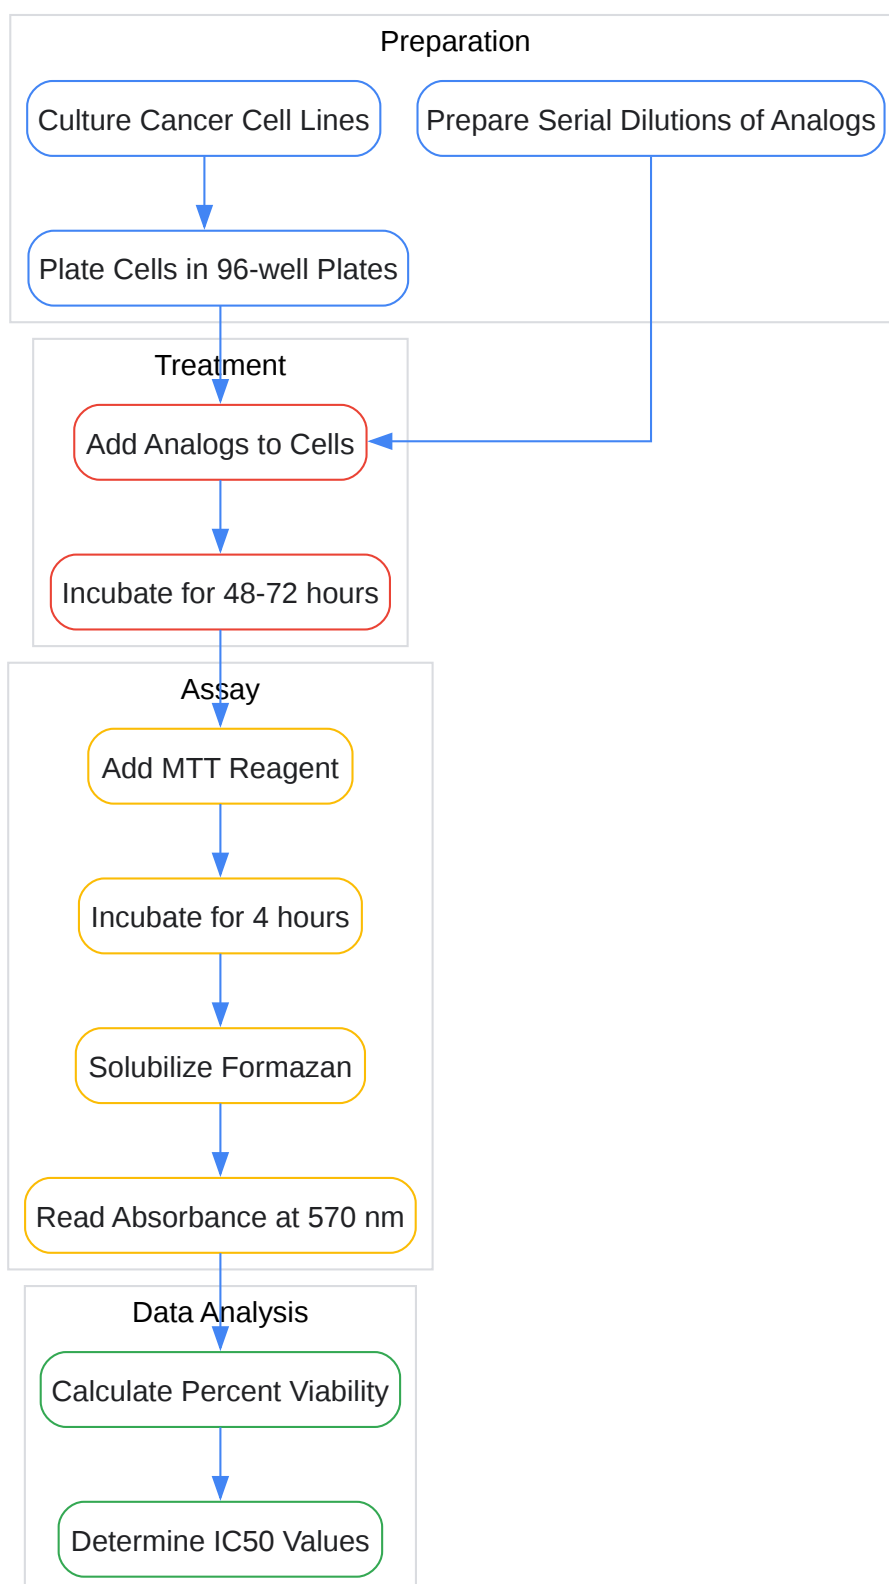 Preparation
Culture Cancer Cell Lines
Prepare Serial Dilutions of Analogs
Plate Cells in 96-well Plates
Treatment
Add Analogs to Cells
Incubate for 48-72 hours
Assay
Add MTT Reagent
Incubate for 4 hours
Solubilize Formazan
Read Absorbance at 570 nm
Data Analysis
Calculate Percent Viability
Determine IC50 Values